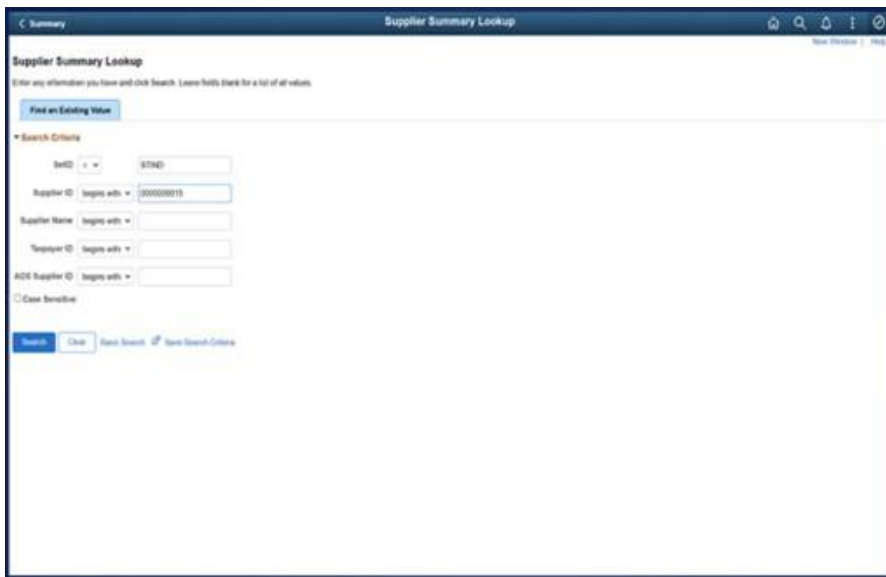 Summary Supplier Summary Lookup
New Window | Help
Supplier Summary Lookup
Enter any information you have and click Search. Leave fields blank for a list of all values.
Find an Existing Value
Search Criteria
SetID = STIND
Supplier ID begins with 0000009015
Supplier Name begins with
Taxpayer ID begins with
AOS Supplier ID begins with
Case Sensitive
Search Clear Basic Search Save Search Criteria